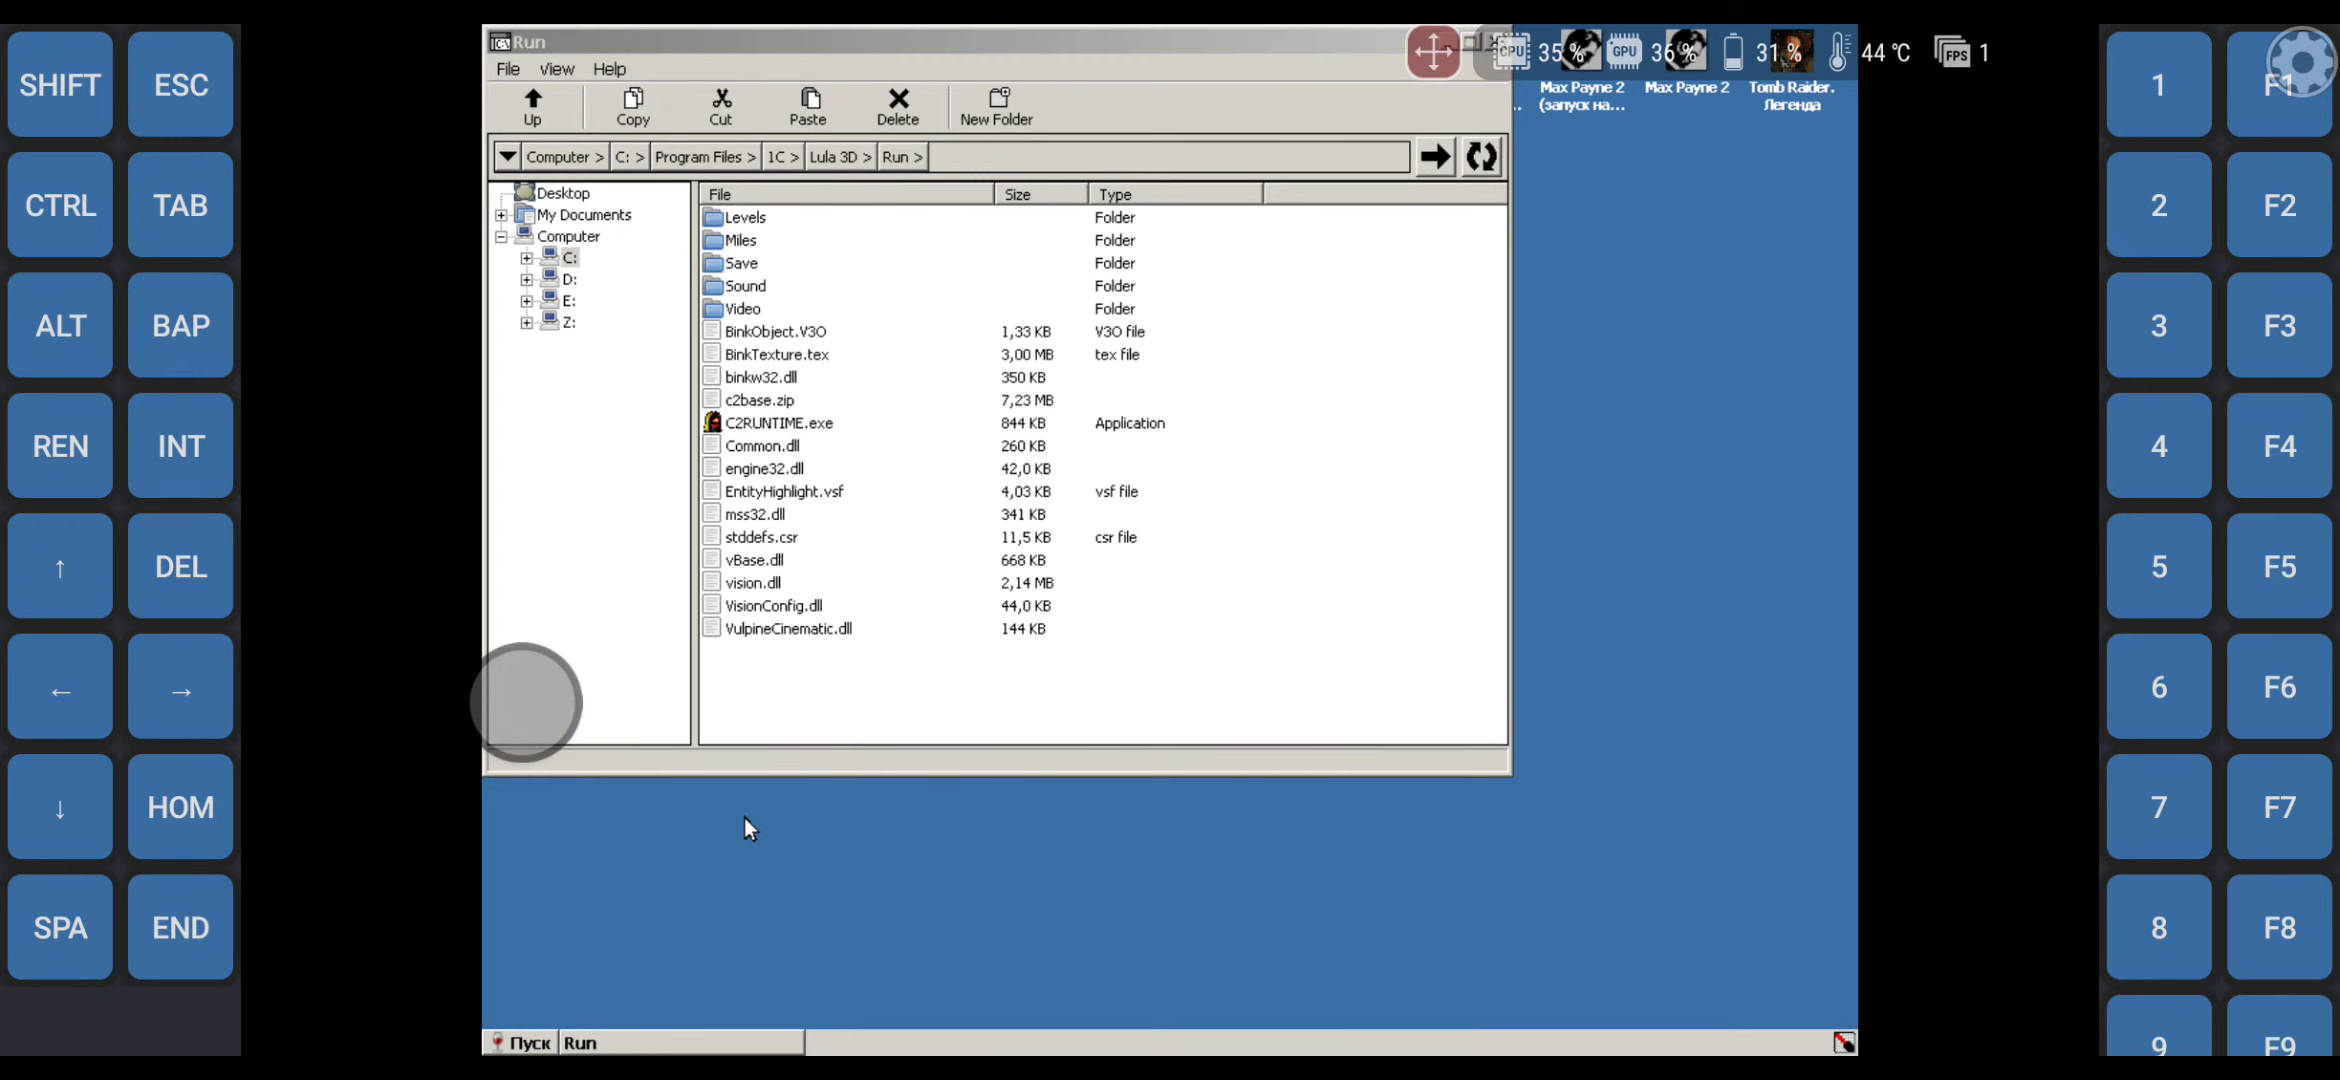 SHIFT ESC
CTRL TAB
ALT BAP
REN INT
↑ DEL
← →
↓ HOM
SPA END
Run
File View Help
Up Copy Cut Paste Delete New Folder
Computer > C: > Program Files > 1C > Lula 3D > Run >
Desktop
My Documents
Computer
C:
D:
E:
Z:
File Size Type
Levels Folder
Miles Folder
Save Folder
Sound Folder
Video Folder
BinkObject.V3O 1,33 KB V3O file
BinkTexture.tex 3,00 MB tex file
binkw32.dll 350 KB
c2base.zip 7,23 MB
C2RUNTIME.exe 844 KB Application
Common.dll 260 KB
engine32.dll 42,0 KB
EntityHighlight.vsf 4,03 KB vsf file
mss32.dll 341 KB
stddefs.csr 11,5 KB csr file
vBase.dll 668 KB
vision.dll 2,14 MB
VisionConfig.dll 44,0 KB
VulpineCinematic.dll 144 KB
CPU 35 % GPU 36 % 31 % 44 °C FPS 1
.. Max Payne 2 (запуск на...
Max Payne 2
Tomb Raider. Легенда
Пуск Run
1 F1
2 F2
3 F3
4 F4
5 F5
6 F6
7 F7
8 F8
9 F9